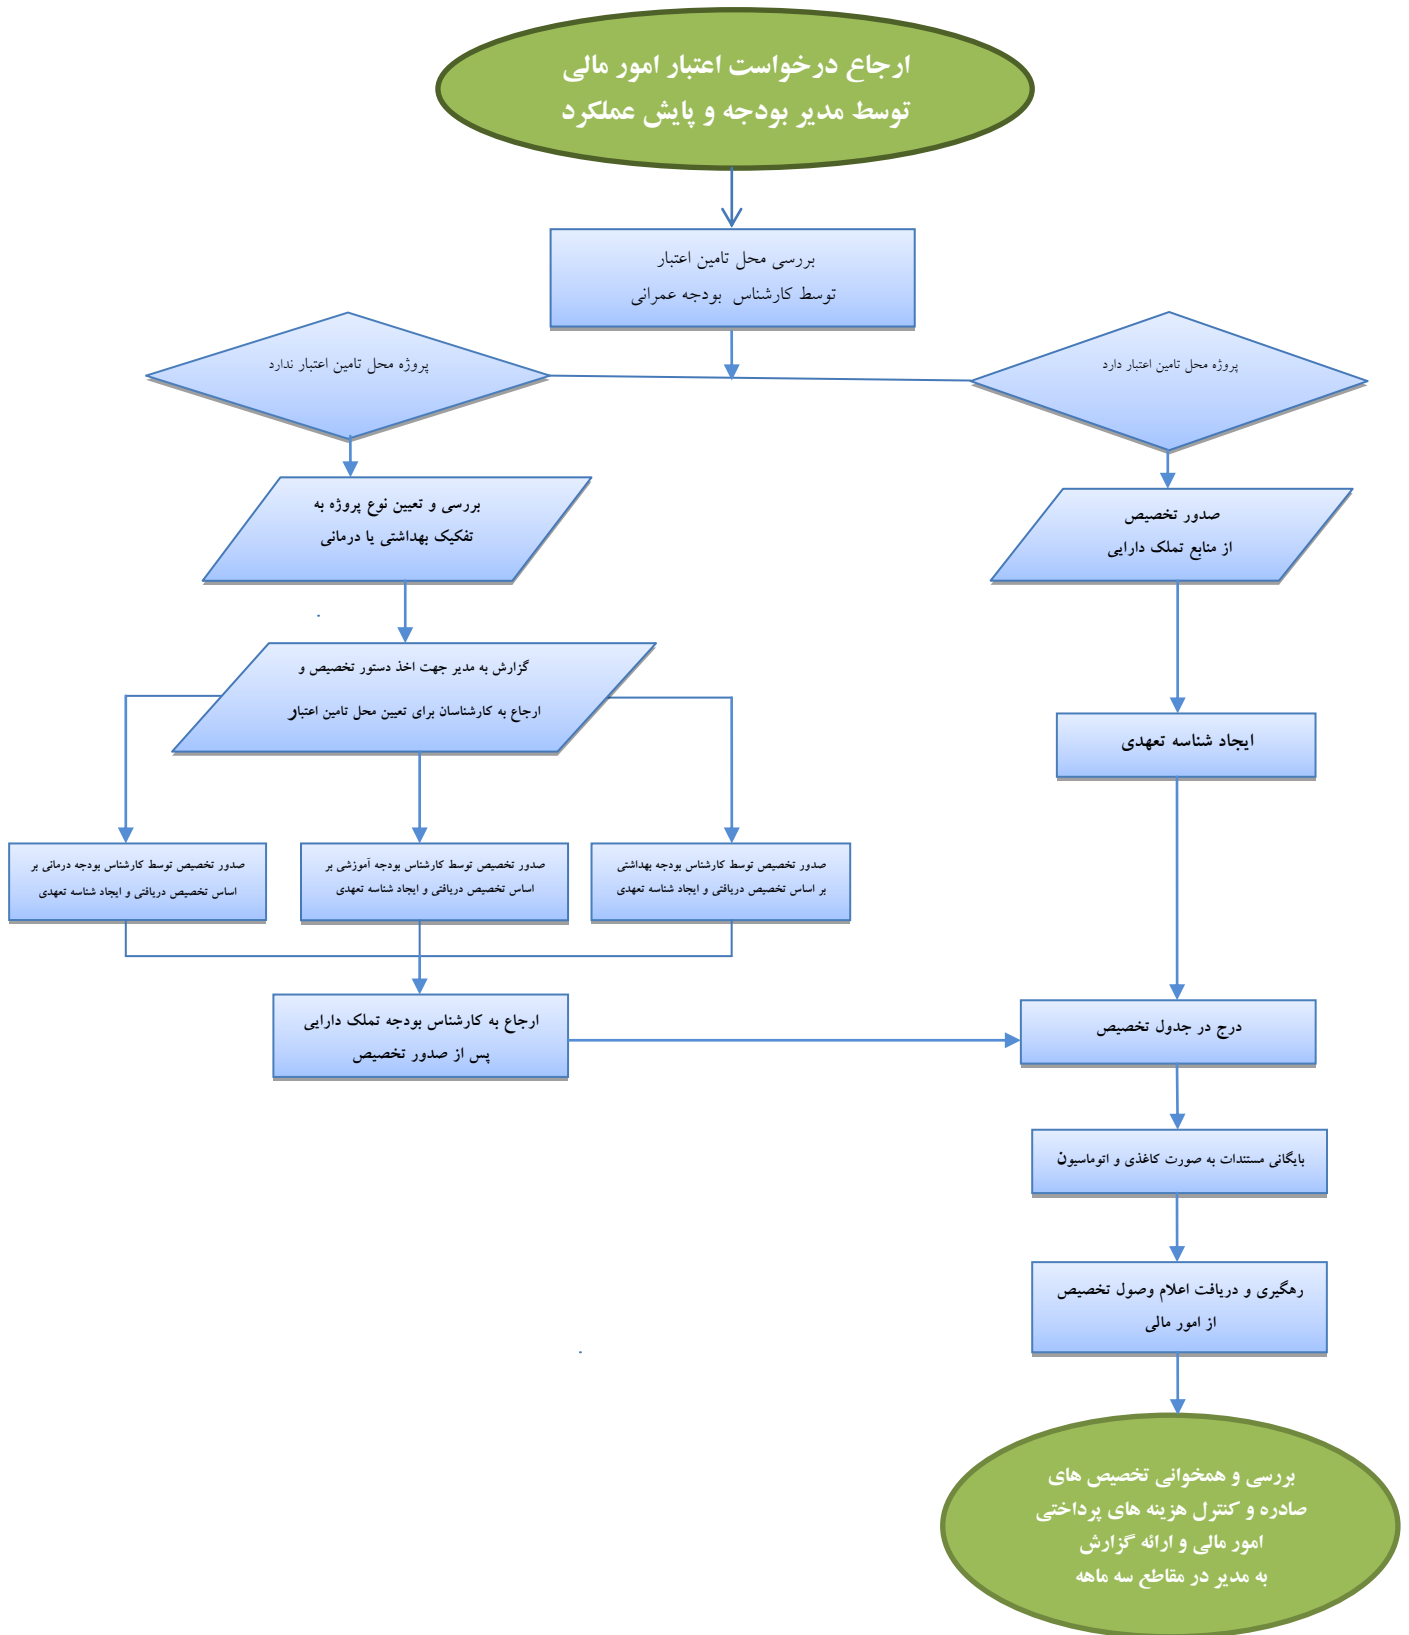 ارجاع درخواست اعتبار امور مالی
توسط مدیر بودجه و پایش عملکرد
بررسی محل تامین اعتبار
توسط کارشناس بودجه عمرانی
پروژه محل تامین اعتبار دارد
پروژه محل تامین اعتبار ندارد
صدور تخصیص
از منابع تملک دارایی
بررسی و تعیین نوع پروژه به
تفکیک بهداشتی یا درمانی
گزارش به مدیر جهت اخذ دستور تخصیص و
ارجاع به کارشناسان برای تعیین محل تامین اعتبار
ایجاد شناسه تعهدی
صدور تخصیص توسط کارشناس بودجه بهداشتی
بر اساس تخصیص دریافتی و ایجاد شناسه تعهدی
صدور تخصیص توسط کارشناس بودجه آموزشی بر
اساس تخصیص دریافتی و ایجاد شناسه تعهدی
صدور تخصیص توسط کارشناس بودجه درمانی بر
اساس تخصیص دریافتی و ایجاد شناسه تعهدی
ارجاع به کارشناس بودجه تملک دارایی
پس از صدور تخصیص
درج در جدول تخصیص
بایگانی مستندات به صورت کاغذی و اتوماسیون
رهگیری و دریافت اعلام وصول تخصیص
از امور مالی
بررسی و همخوانی تخصیص های
صادره و کنترل هزینه های پرداختی
امور مالی و ارائه گزارش
به مدیر در مقاطع سه ماهه